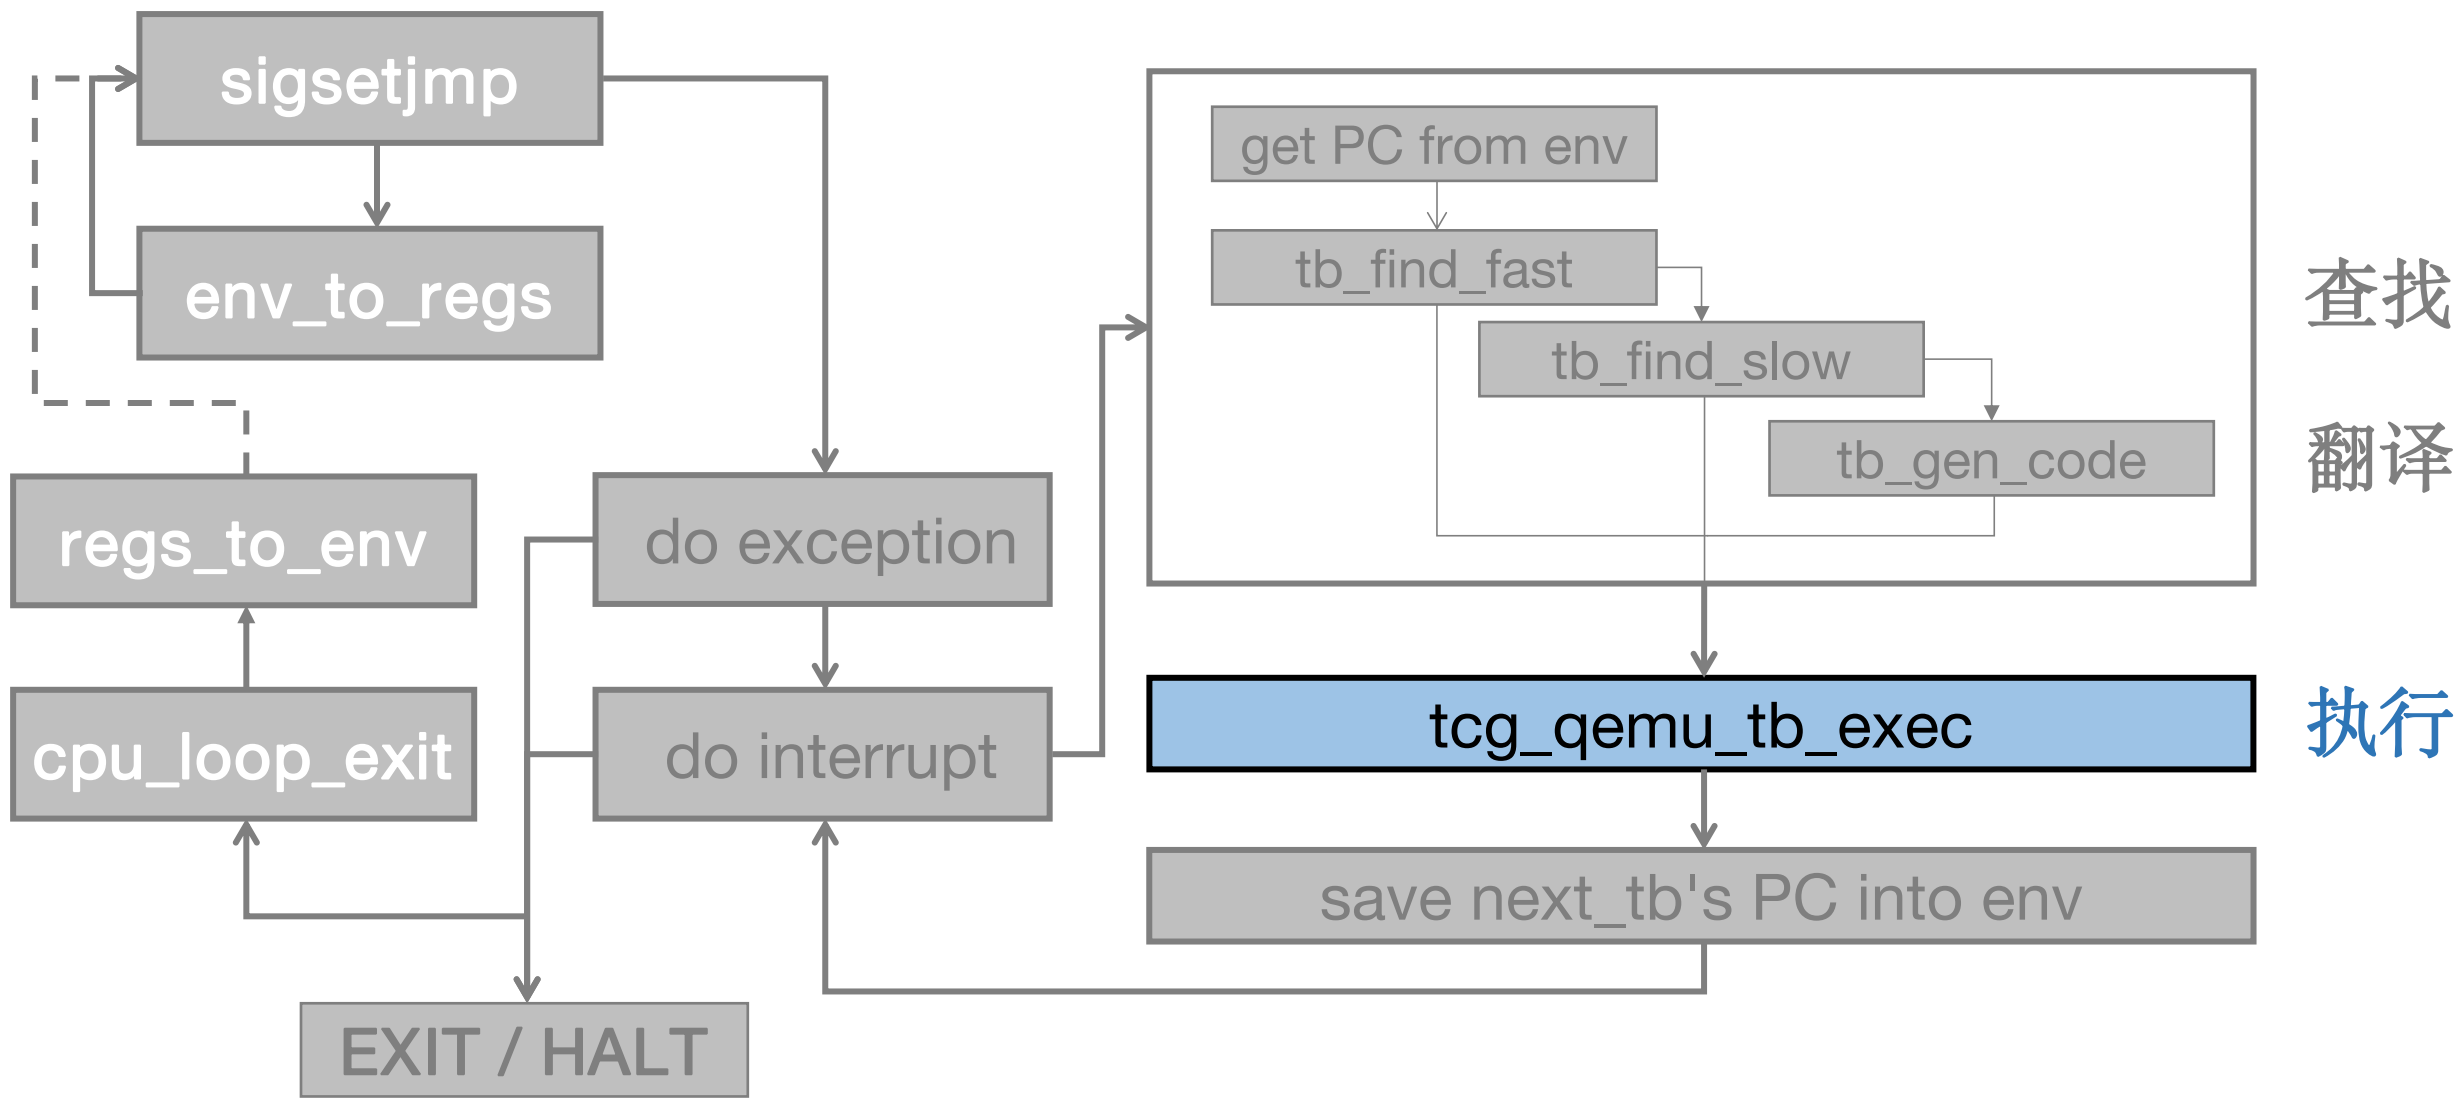 sigsetjmp
env_to_regs
regs_to_env
cpu_loop_exit
do exception
do interrupt
EXIT / HALT
get PC from env
tb_find_fast
tb_find_slow
tb_gen_code
tcg_qemu_tb_exec
save next_tb's PC into env
查找
翻译
执行